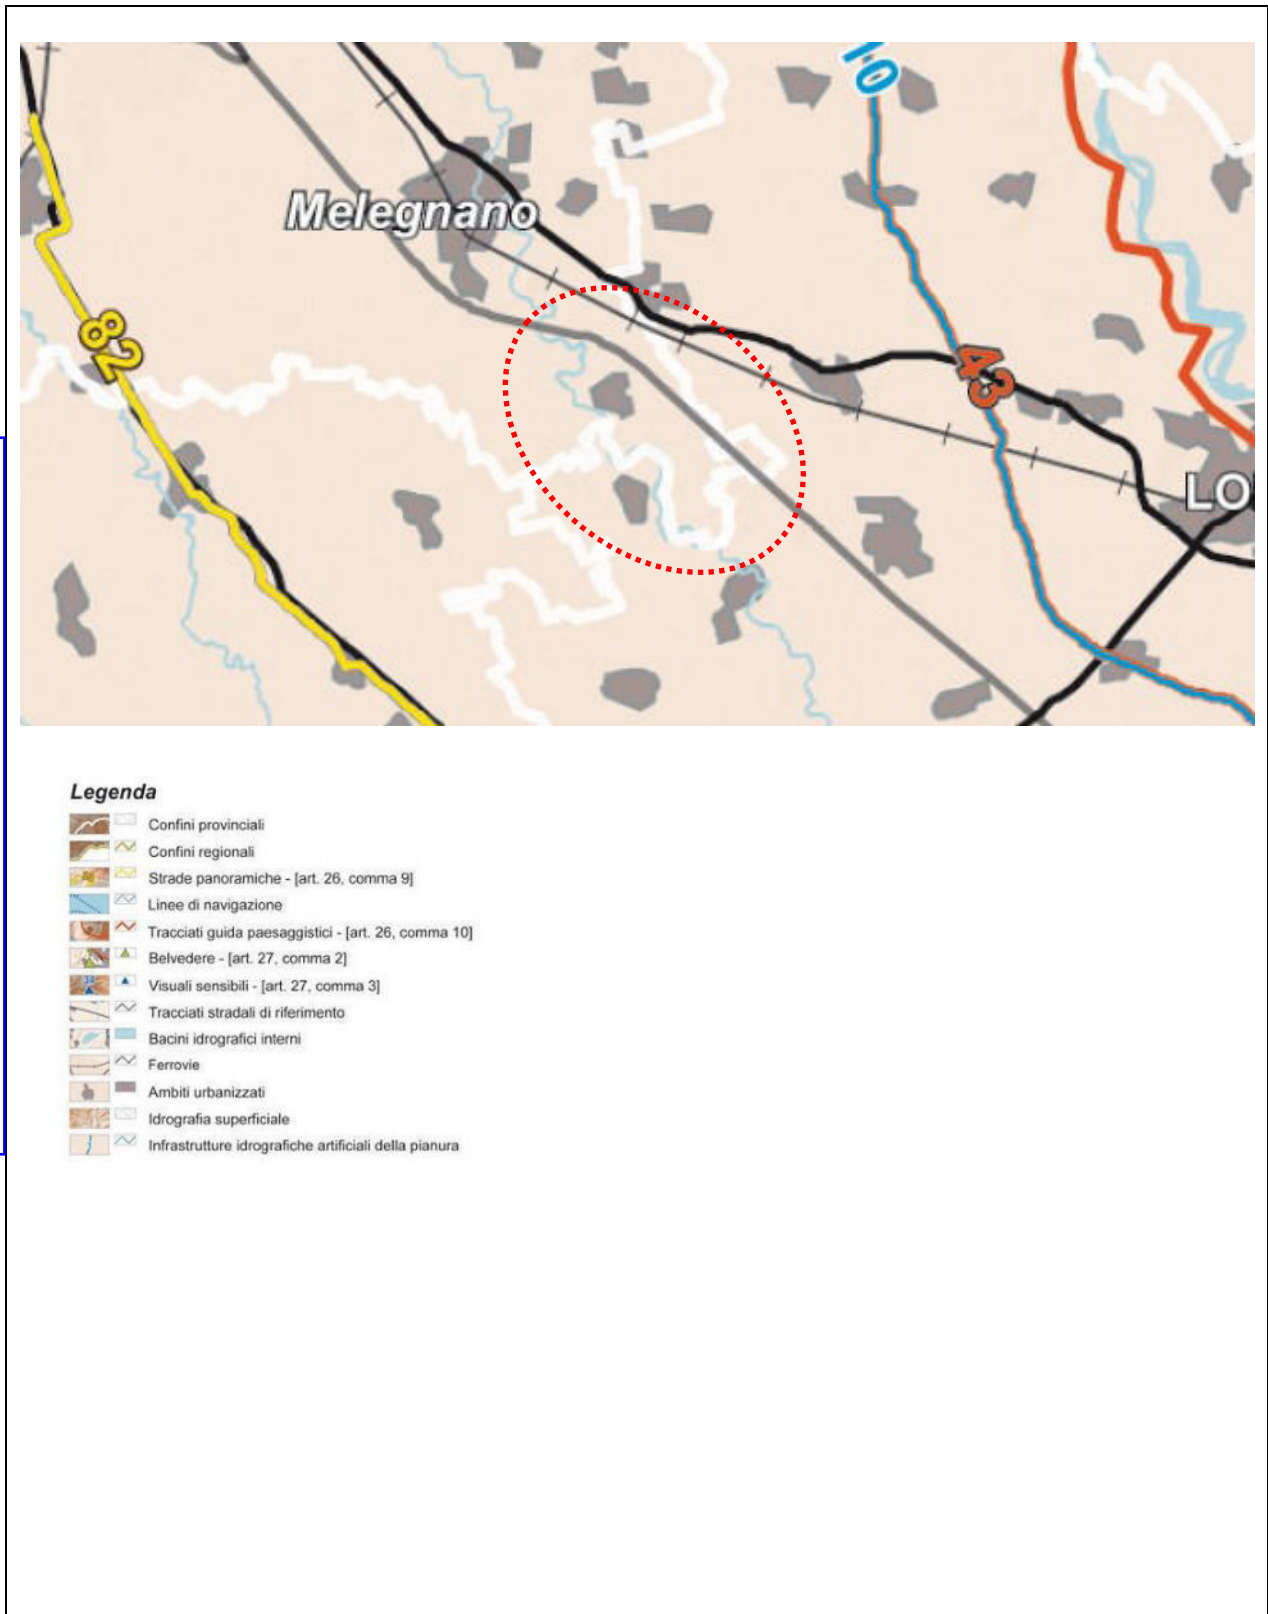 10
Melegnano
82
43
LO
Legenda
Confini provinciali
Confini regionali
Strade panoramiche - [art. 26, comma 9]
Linee di navigazione
Tracciati guida paesaggistici - [art. 26, comma 10]
Belvedere - [art. 27, comma 2]
Visuali sensibili - [art. 27, comma 3]
Tracciati stradali di riferimento
Bacini idrografici interni
Ferrovie
Ambiti urbanizzati
Idrografia superficiale
Infrastrutture idrografiche artificiali della pianura